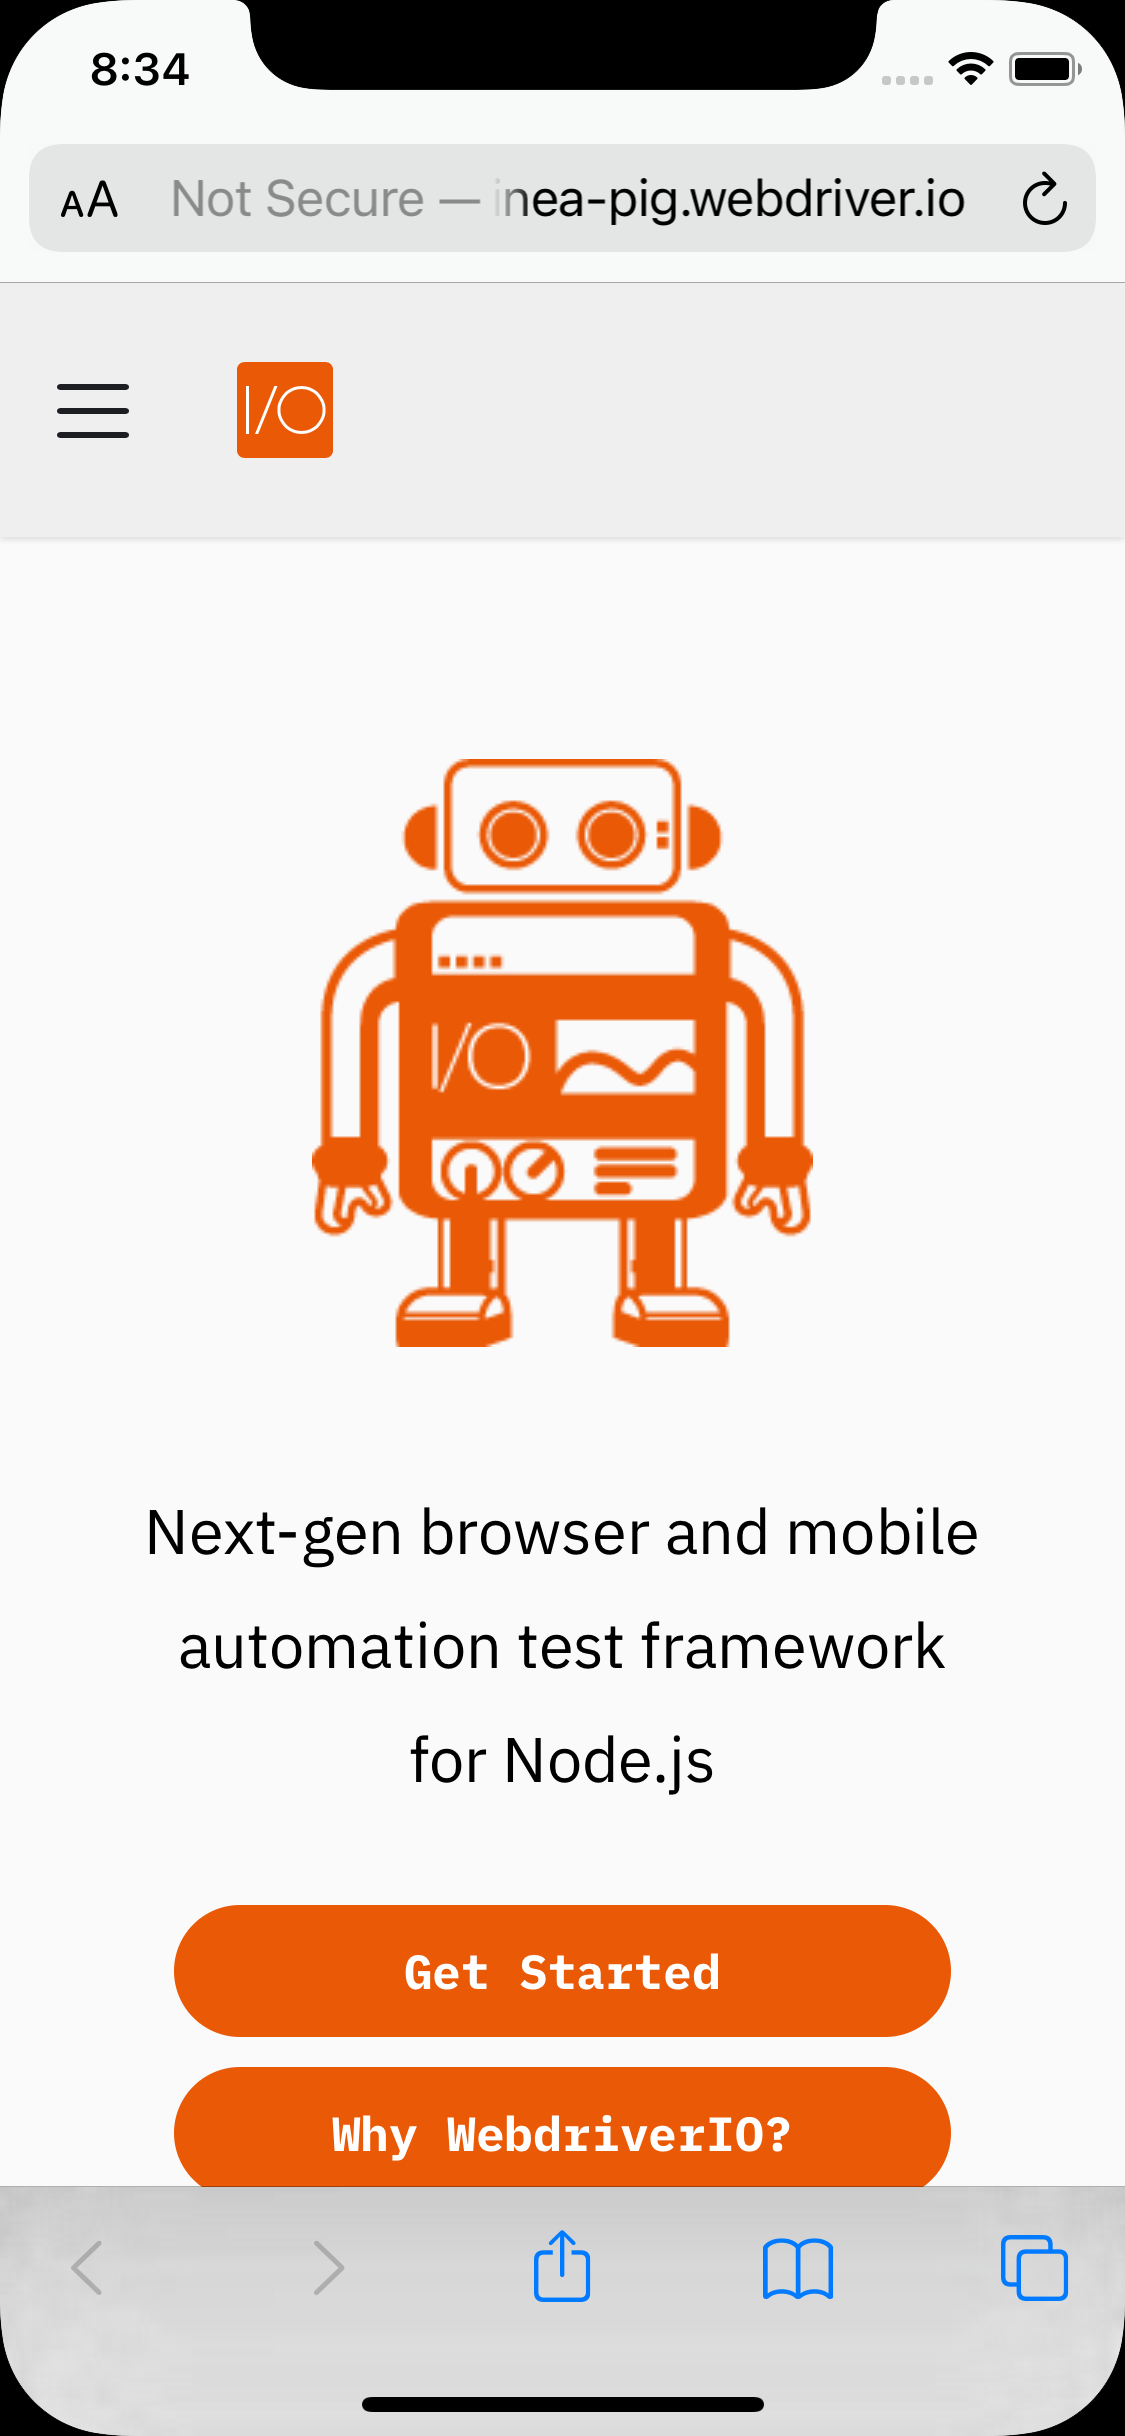 8:34
AA Not Secure — inea-pig.webdriver.io
I/O
I/O
Next-gen browser and mobile
automation test framework
for Node.js
Get Started
Why WebdriverIO?